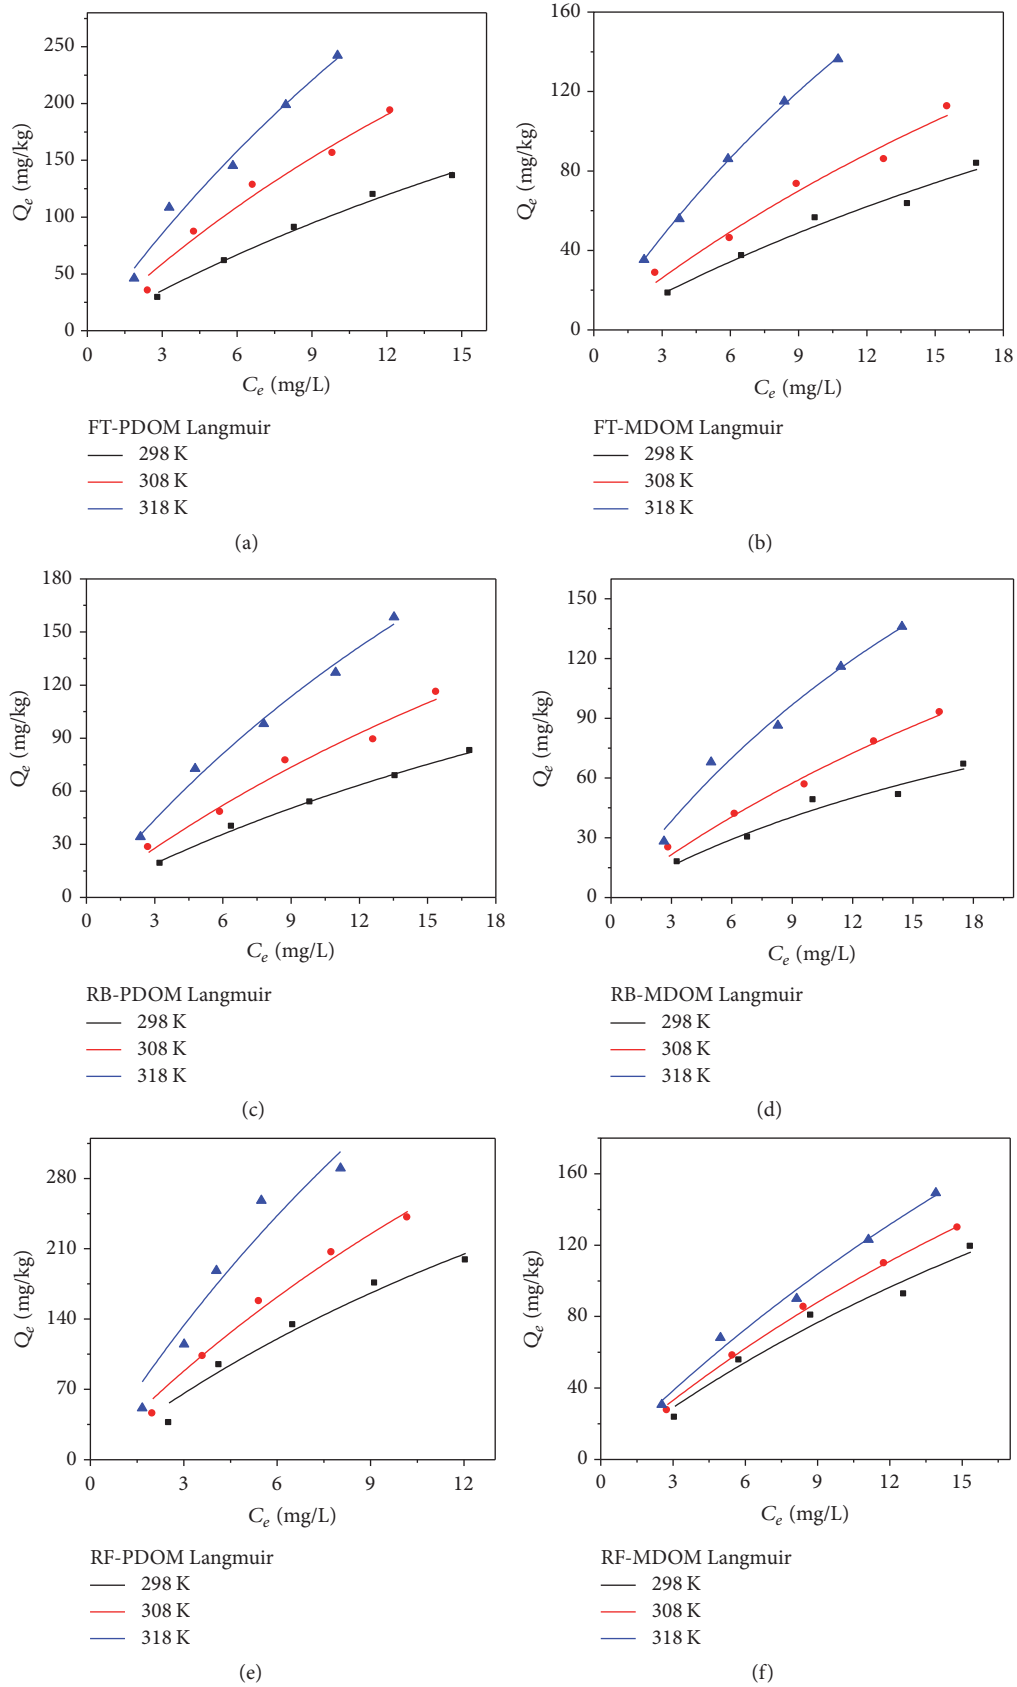 250
200
150
100
50
0
Qe (mg/kg)
0 3 6 9 12 15
Ce (mg/L)
FT-PDOM Langmuir
298 K
308 K
318 K
(a)
160
120
80
40
0
Qe (mg/kg)
0 3 6 9 12 15 18
Ce (mg/L)
FT-MDOM Langmuir
298 K
308 K
318 K
(b)
180
150
120
90
60
30
0
Qe (mg/kg)
0 3 6 9 12 15 18
Ce (mg/L)
RB-PDOM Langmuir
298 K
308 K
318 K
(c)
150
120
90
60
30
0
Qe (mg/kg)
0 3 6 9 12 15 18
Ce (mg/L)
RB-MDOM Langmuir
298 K
308 K
318 K
(d)
280
210
140
70
0
Qe (mg/kg)
0 3 6 9 12
Ce (mg/L)
RF-PDOM Langmuir
298 K
308 K
318 K
(e)
160
120
80
40
0
Qe (mg/kg)
0 3 6 9 12 15
Ce (mg/L)
RF-MDOM Langmuir
298 K
308 K
318 K
(f)